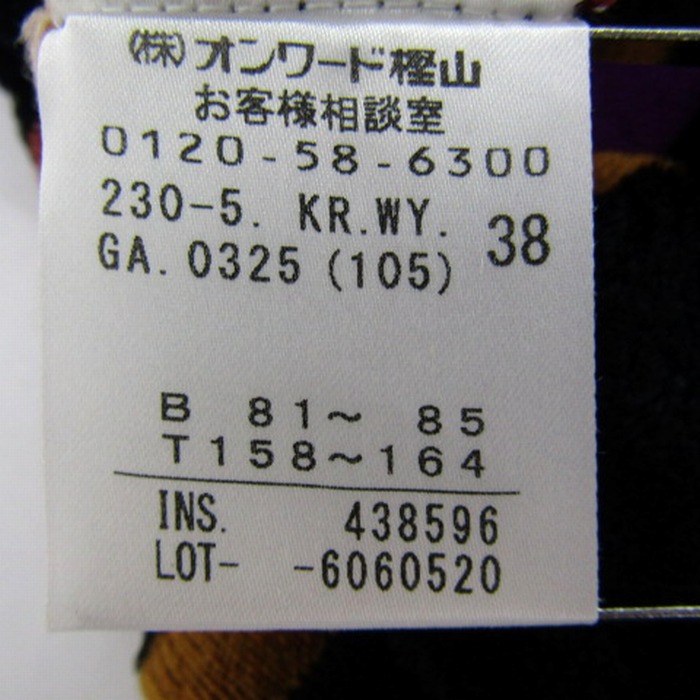 (株)オンワード樫山
お客様相談室
0120-58-6300
230-5. KR.WY. 38
GA.0325(105)
B 81～ 85
T158～164
INS. 438596
LOT- -6060520